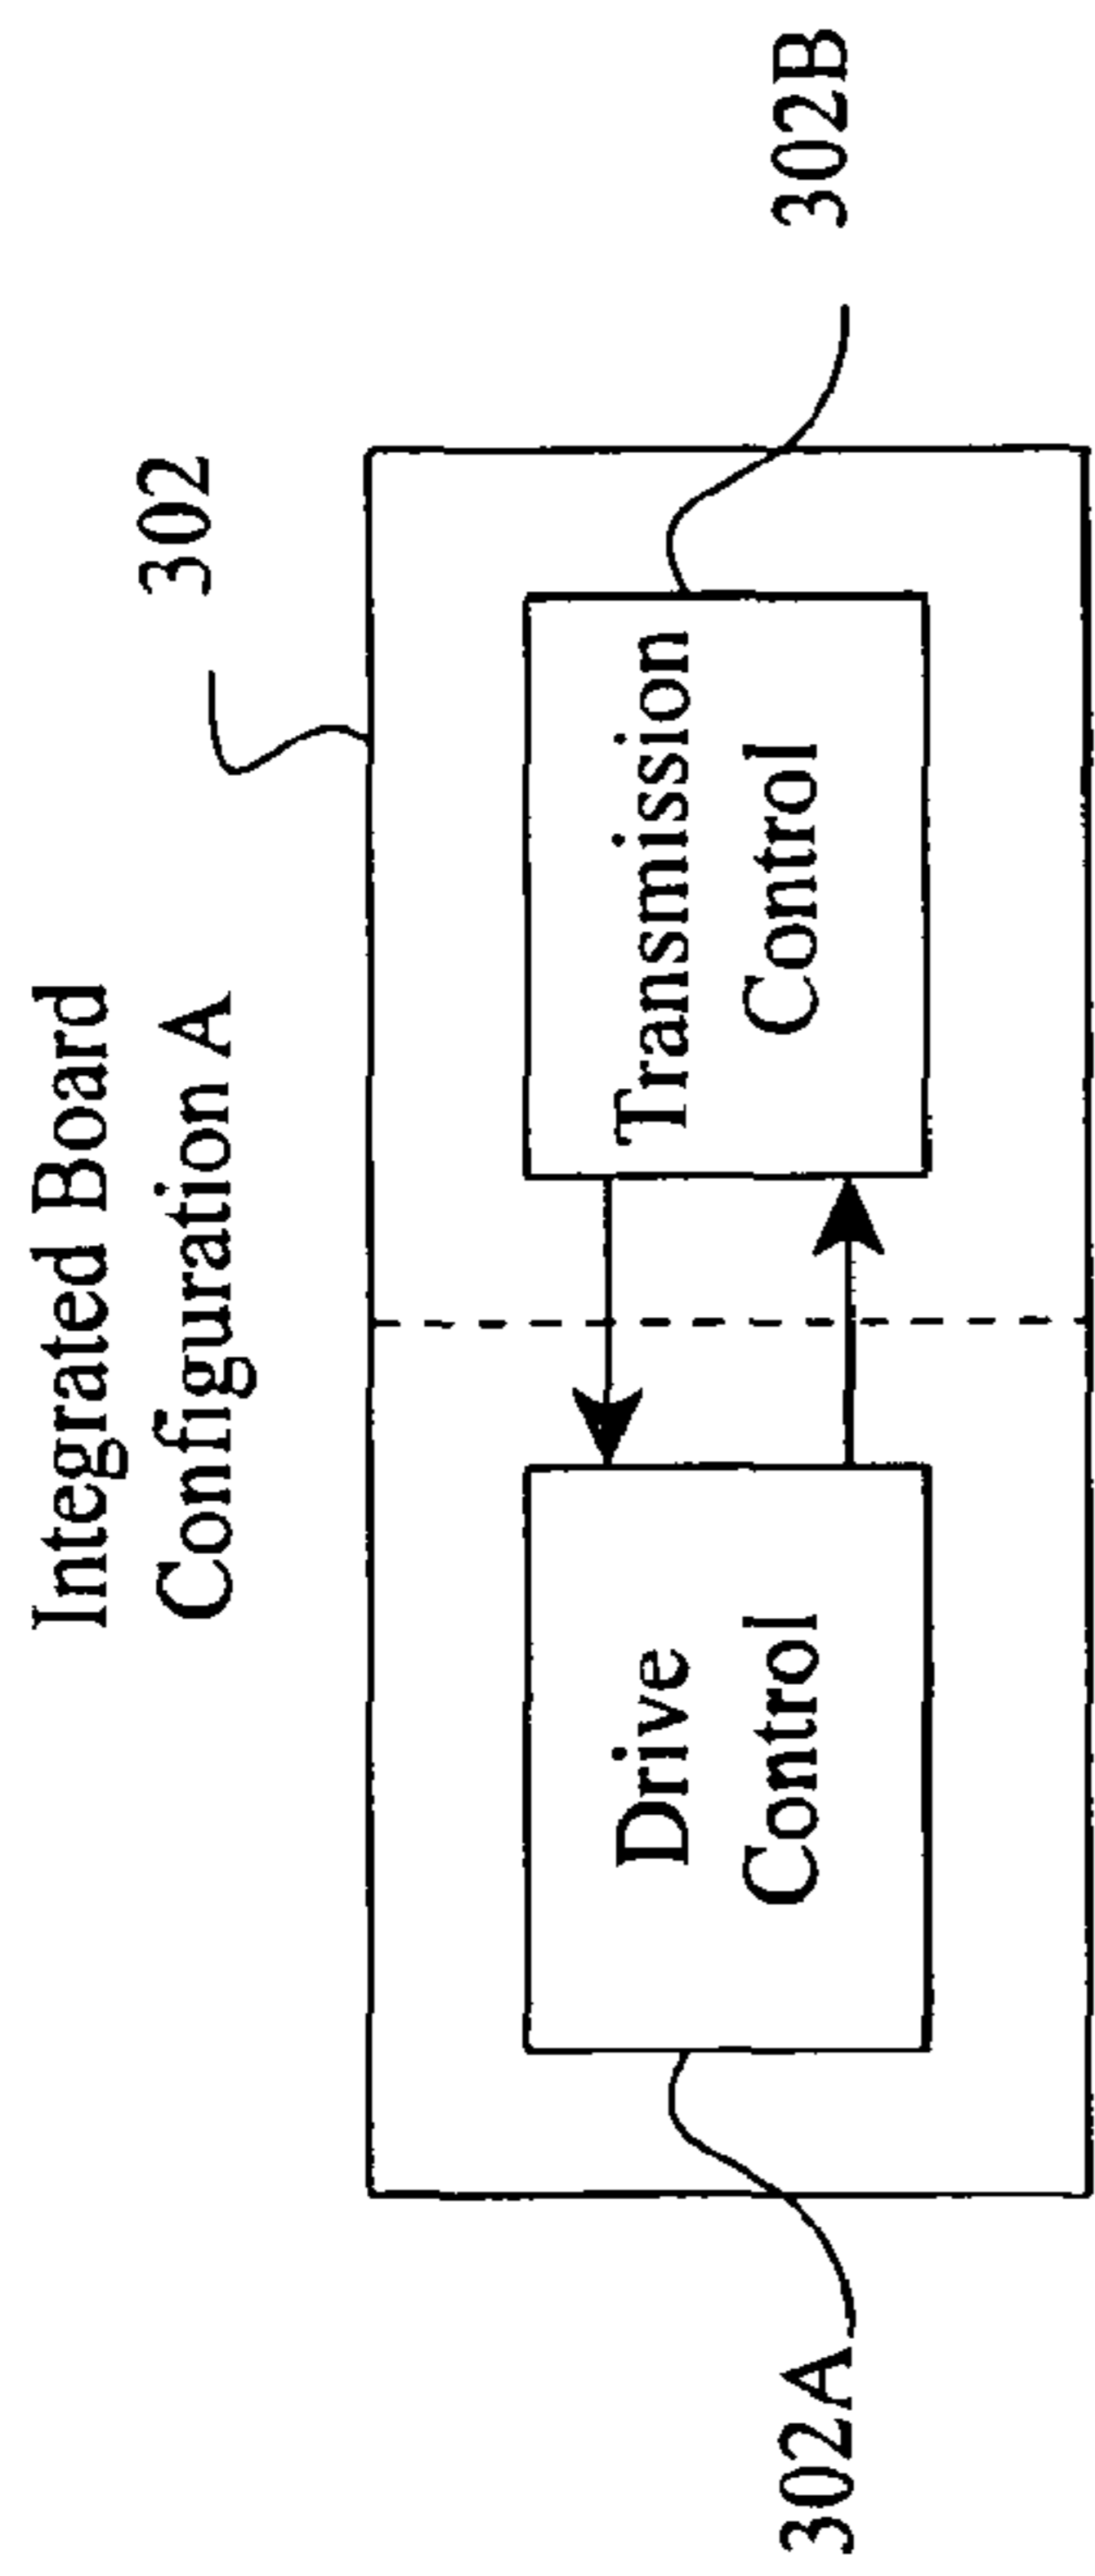 Integrated Board
Configuration A
302
Drive
Control
Transmission
Control
302A
302B